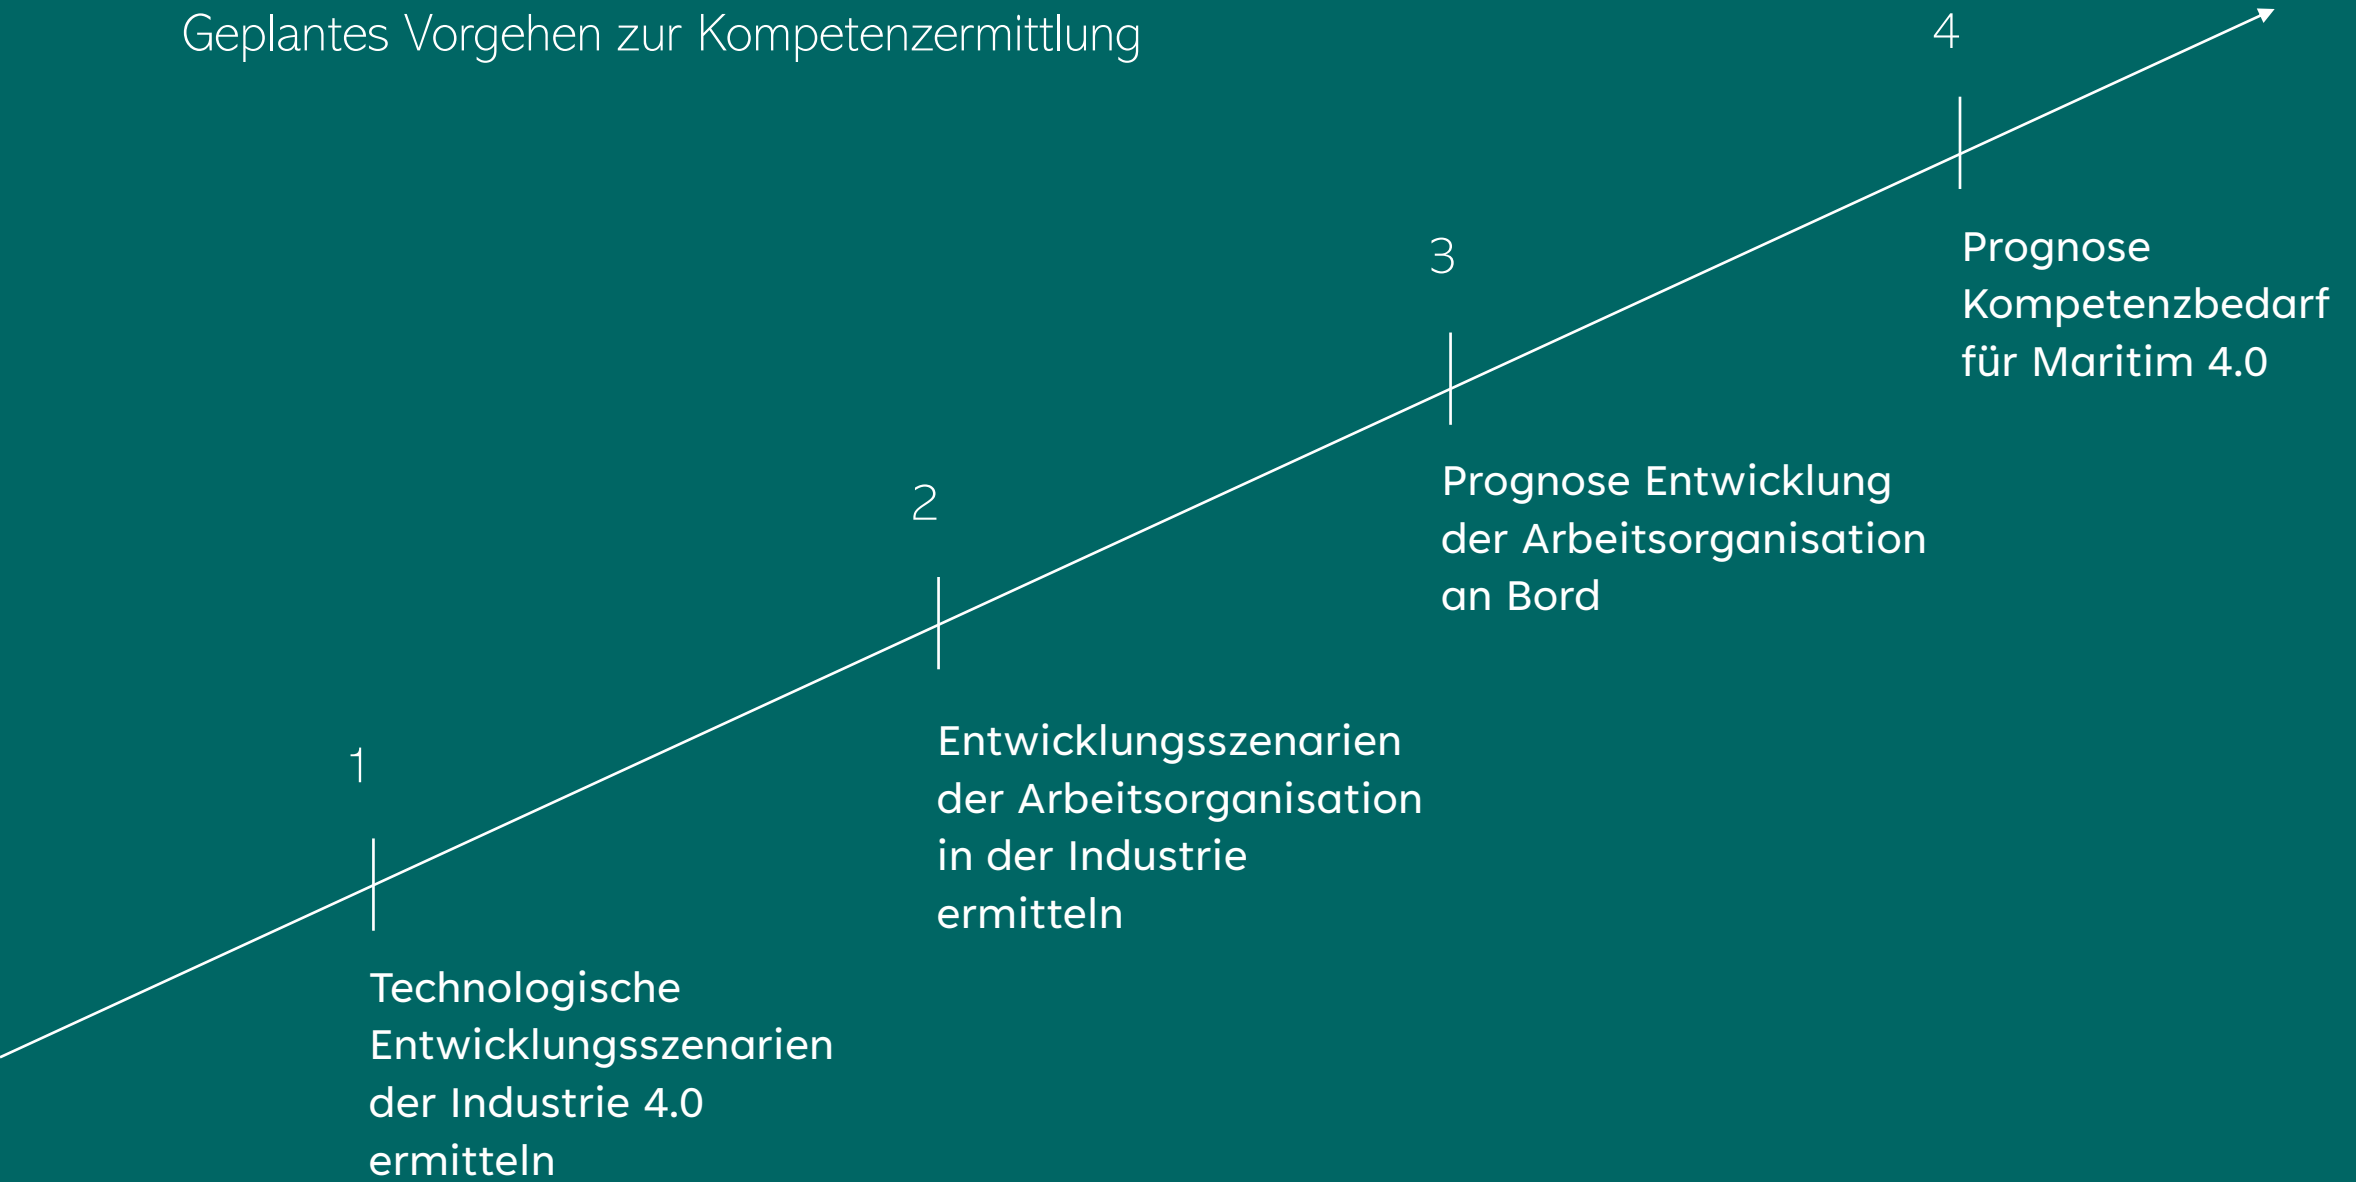 Geplantes Vorgehen zur Kompetenzermittlung
1
Technologische
Entwicklungsszenarien
der Industrie 4.0
ermitteln
2
Entwicklungsszenarien
der Arbeitsorganisation
in der Industrie
ermitteln
3
Prognose Entwicklung
der Arbeitsorganisation
an Bord
4
Prognose
Kompetenzbedarf
für Maritim 4.0